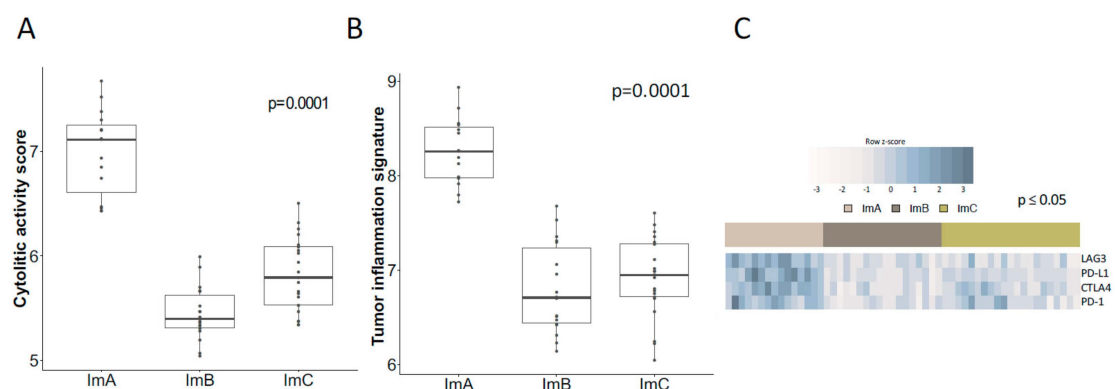 A
B
C
Cytolitic activity score
7
6
5
p=0.0001
ImA
ImB
ImC
Tumor inflammation signature
9
8
7
6
p=0.0001
ImA
ImB
ImC
Row z-score
-3 -2 -1 0 1 2 3
ImA ImB ImC
p ≤ 0.05
LAG3
PD-L1
CTLA4
PD-1